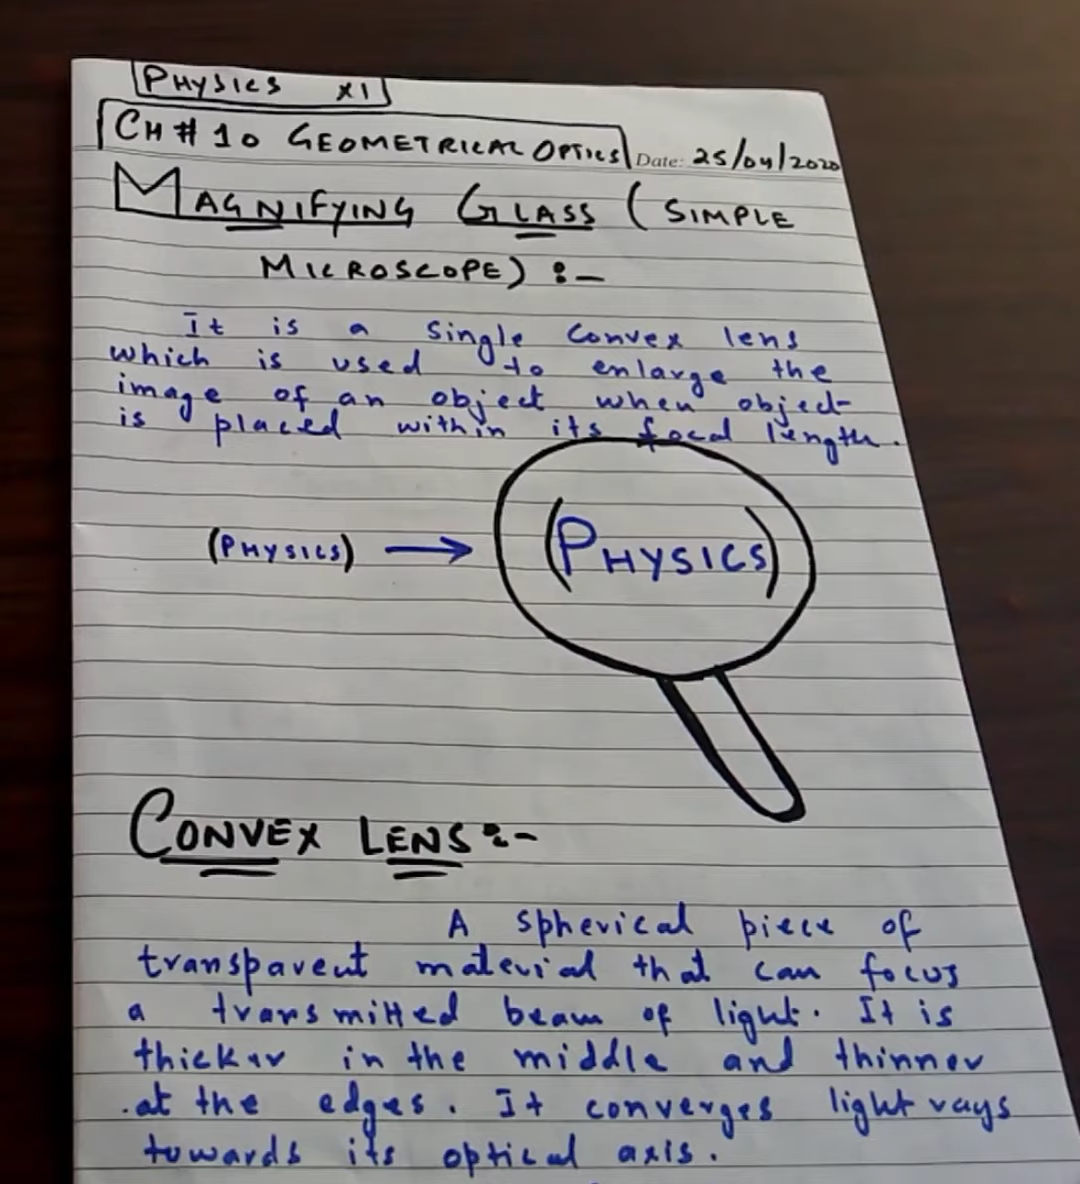 PHYSICS XI
CH # 10 GEOMETRICAL OPTICS Date: 25/04/2020
MAGNIFYING GLASS (SIMPLE
MICROSCOPE) :-
It is a single convex lens
which is used to enlarge the
image of an object when object
is placed within its focal length.
(PHYSICS) → (PHYSICS)
CONVEX LENS :-
A spherical piece of
transparent material that can focus
a transmitted beam of light. It is
thicker in the middle and thinner
at the edges. It converges light rays
towards its optical axis.